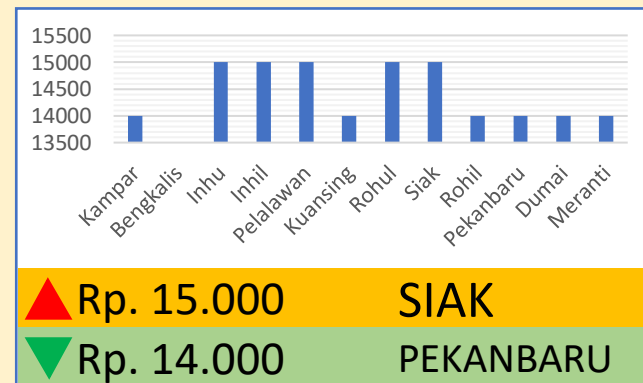 15500
15000
14500
14000
13500
Kampar
Bengkalis
Inhu
Inhil
Pelalawan
Kuansing
Rohul
Siak
Rohil
Pekanbaru
Dumai
Meranti
Rp. 15.000 SIAK
Rp. 14.000 PEKANBARU